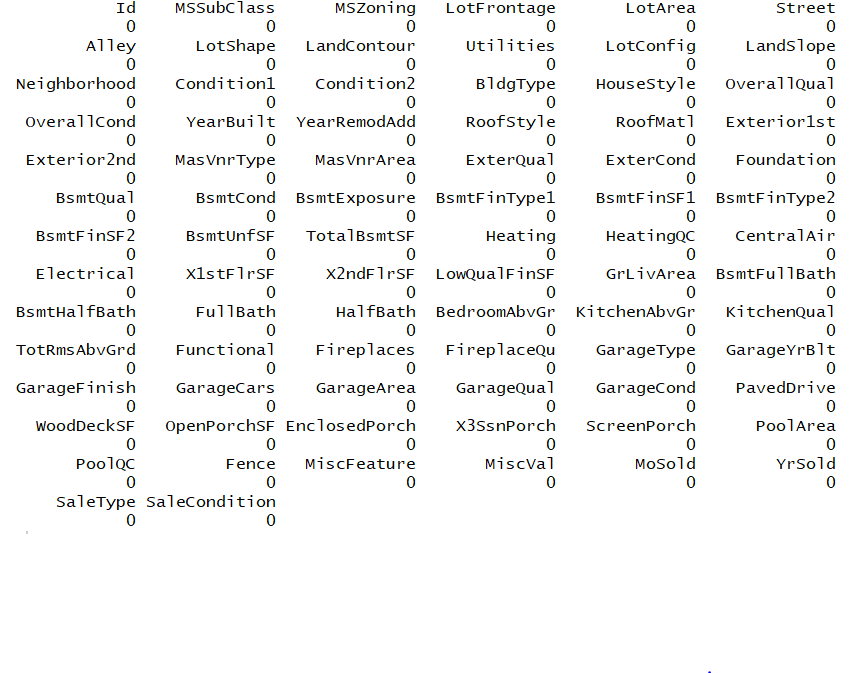 Id MSSubClass MSZoning LotFrontage LotArea Street
0 0 0 0 0 0
Alley LotShape LandContour Utilities LotConfig LandSlope
0 0 0 0 0 0
Neighborhood Condition1 Condition2 BldgType HouseStyle OverallQual
0 0 0 0 0 0
OverallCond YearBuilt YearRemodAdd RoofStyle RoofMatl Exterior1st
0 0 0 0 0 0
Exterior2nd MasVnrType MasVnrArea ExterQual ExterCond Foundation
0 0 0 0 0 0
BsmtQual BsmtCond BsmtExposure BsmtFinType1 BsmtFinSF1 BsmtFinType2
0 0 0 0 0 0
BsmtFinSF2 BsmtUnfSF TotalBsmtSF Heating HeatingQC CentralAir
0 0 0 0 0 0
Electrical X1stFlrSF X2ndFlrSF LowQualFinSF GrLivArea BsmtFullBath
0 0 0 0 0 0
BsmtHalfBath FullBath HalfBath BedroomAbvGr KitchenAbvGr KitchenQual
0 0 0 0 0 0
TotRmsAbvGrd Functional Fireplaces FireplaceQu GarageType GarageYrBlt
0 0 0 0 0 0
GarageFinish GarageCars GarageArea GarageQual GarageCond PavedDrive
0 0 0 0 0 0
WoodDeckSF OpenPorchSF EnclosedPorch X3SsnPorch ScreenPorch PoolArea
0 0 0 0 0 0
PoolQC Fence MiscFeature MiscVal MoSold YrSold
0 0 0 0 0 0
SaleType SaleCondition
0 0